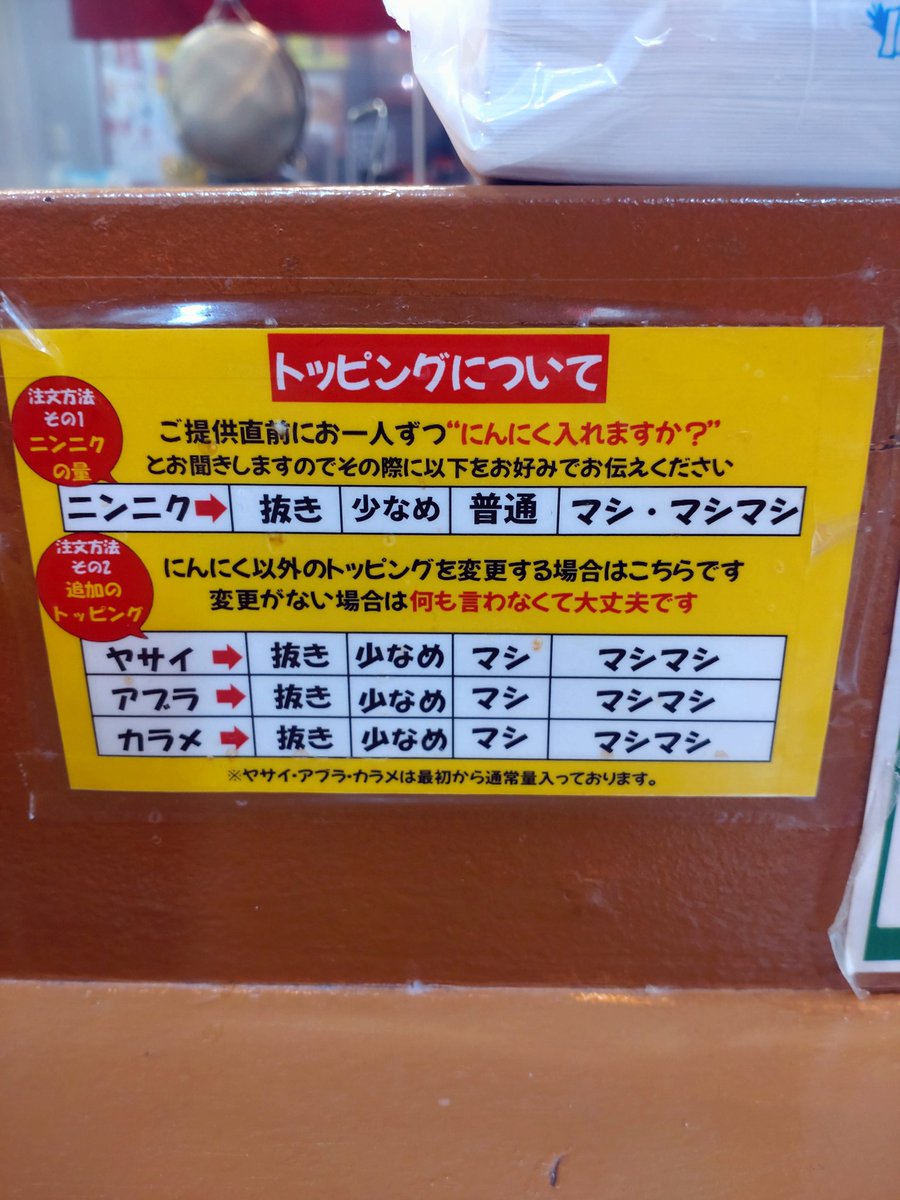 トッピングについて
注文方法
その1
ニンニク
の量
ご提供直前にお一人ずつ“にんにく入れますか？”
とお聞きしますのでその際に以下をお好みでお伝えください
ニンニク➡ 抜き 少なめ 普通 マシ・マシマシ
注文方法
その2
追加の
トッピング
にんにく以外のトッピングを変更する場合はこちらです
変更がない場合は何も言わなくて大丈夫です
ヤサイ➡ 抜き 少なめ マシ マシマシ
アブラ➡ 抜き 少なめ マシ マシマシ
カラメ➡ 抜き 少なめ マシ マシマシ
※ヤサイ・アブラ・カラメは最初から通常量入っております。